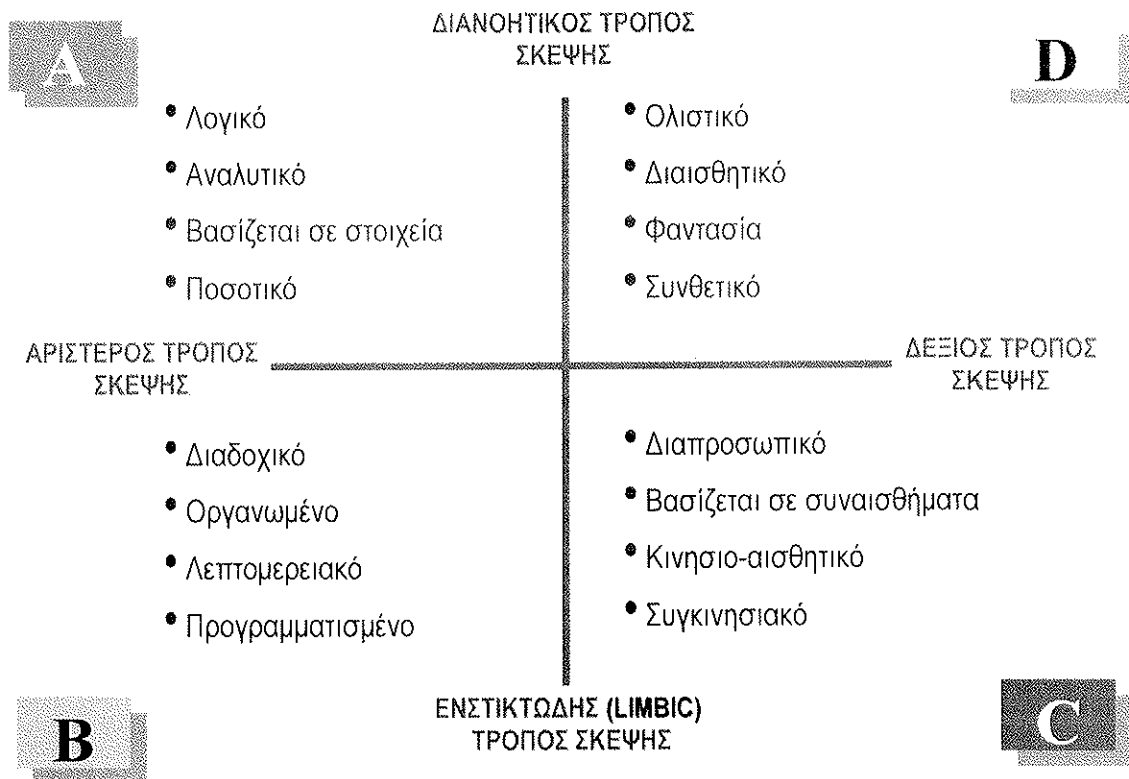 ΔΙΑΝΟΗΤΙΚΟΣ ΤΡΟΠΟΣ
ΣΚΕΨΗΣ
A
D
• Λογικό
• Αναλυτικό
• Βασίζεται σε στοιχεία
• Ποσοτικό
• Ολιστικό
• Διαισθητικό
• Φαντασία
• Συνθετικό
ΑΡΙΣΤΕΡΟΣ ΤΡΟΠΟΣ
ΣΚΕΨΗΣ
ΔΕΞΙΟΣ ΤΡΟΠΟΣ
ΣΚΕΨΗΣ
• Διαδοχικό
• Οργανωμένο
• Λεπτομερειακό
• Προγραμματισμένο
• Διαπροσωπικό
• Βασίζεται σε συναισθήματα
• Κινησιο-αισθητικό
• Συγκινησιακό
B
ΕΝΣΤΙΚΤΩΔΗΣ (LIMBIC)
ΤΡΟΠΟΣ ΣΚΕΨΗΣ
C